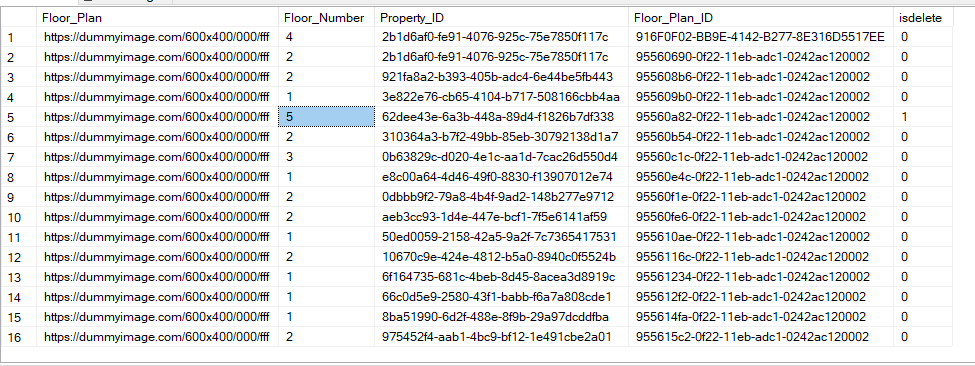 Floor_Plan Floor_Number Property_ID Floor_Plan_ID isdelete
1 https://dummyimage.com/600x400/000/fff 4 2b1d6af0-fe91-4076-925c-75e7850f117c 916F0F02-BB9E-4142-B277-8E316D5517EE 0
2 https://dummyimage.com/600x400/000/fff 2 2b1d6af0-fe91-4076-925c-75e7850f117c 95560690-0f22-11eb-adc1-0242ac120002 0
3 https://dummyimage.com/600x400/000/fff 2 921fa8a2-b393-405b-adc4-6e44be5fb443 955608b6-0f22-11eb-adc1-0242ac120002 0
4 https://dummyimage.com/600x400/000/fff 1 3e822e76-cb65-4104-b717-508166cbb4aa 955609b0-0f22-11eb-adc1-0242ac120002 0
5 https://dummyimage.com/600x400/000/fff 5 62dee43e-6a3b-448a-89d4-f1826b7df338 95560a82-0f22-11eb-adc1-0242ac120002 1
6 https://dummyimage.com/600x400/000/fff 2 310364a3-b7f2-49bb-85eb-30792138d1a7 95560b54-0f22-11eb-adc1-0242ac120002 0
7 https://dummyimage.com/600x400/000/fff 3 0b63829c-d020-4e1c-aa1d-7cac26d550d4 95560c1c-0f22-11eb-adc1-0242ac120002 0
8 https://dummyimage.com/600x400/000/fff 1 e8c00a64-4d46-49f0-8830-f13907012e74 95560e4c-0f22-11eb-adc1-0242ac120002 0
9 https://dummyimage.com/600x400/000/fff 2 0dbbb9f2-79a8-4b4f-9ad2-148b277e9712 95560f1e-0f22-11eb-adc1-0242ac120002 0
10 https://dummyimage.com/600x400/000/fff 2 aeb3cc93-1d4e-447e-bcf1-7f5e6141af59 95560fe6-0f22-11eb-adc1-0242ac120002 0
11 https://dummyimage.com/600x400/000/fff 1 50ed0059-2158-42a5-9a2f-7c7365417531 955610ae-0f22-11eb-adc1-0242ac120002 0
12 https://dummyimage.com/600x400/000/fff 2 10670c9e-424e-4812-b5a0-8940c0f5524b 9556116c-0f22-11eb-adc1-0242ac120002 0
13 https://dummyimage.com/600x400/000/fff 1 6f164735-681c-4beb-8d45-8acea3d8919c 95561234-0f22-11eb-adc1-0242ac120002 0
14 https://dummyimage.com/600x400/000/fff 1 66c0d5e9-2580-43f1-babb-f6a7a808cde1 955612f2-0f22-11eb-adc1-0242ac120002 0
15 https://dummyimage.com/600x400/000/fff 1 8ba51990-6d2f-488e-8f9b-29a97dcddfba 955614fa-0f22-11eb-adc1-0242ac120002 0
16 https://dummyimage.com/600x400/000/fff 2 975452f4-aab1-4bc9-bf12-1e491cbe2a01 955615c2-0f22-11eb-adc1-0242ac120002 0